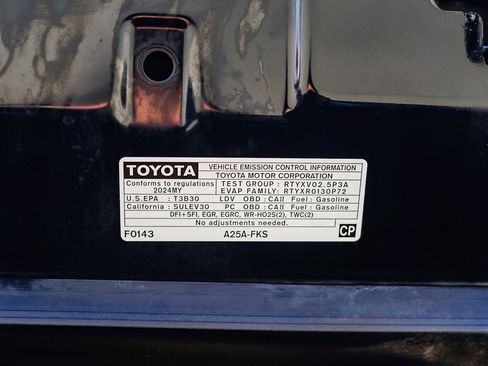 TOYOTA
VEHICLE EMISSION CONTROL INFORMATION
TOYOTA MOTOR CORPORATION
Conforms to regulations
2024MY
TEST GROUP : RTYXV02.5P3A
EVAP FAMILY: RTYXR0130P72
U.S.EPA : T3B30 LDV OBD : CaII Fuel : Gasoline
California : SULEV30 PC OBD : CaII Fuel : Gasoline
DFI+SFI, EGR, EGRC, WR-HO2S(2), TWC(2)
No adjustments needed.
F0143 A25A-FKS CP